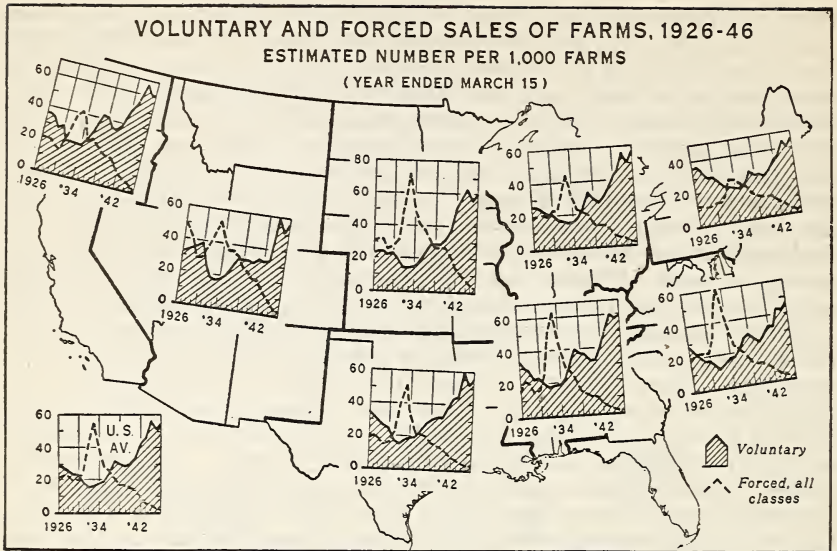 VOLUNTARY AND FORCED SALES OF FARMS, 1926-46
ESTIMATED NUMBER PER 1,000 FARMS
(YEAR ENDED MARCH 15)
60
40
20
0
1926 '34 '42
60
40
20
0
1926 '34 '42
80
60
40
20
0
1926 '34 '42
60
40
20
0
1926 '34 '42
40
20
0
1926 '34 '42
60
40
20
0
1926 '34 '42
60
40
20
0
1926 '34 '42
60
40
20
0
1926 '34 '42
60
40
20
0
U.S.
AV.
1926 '34 '42
Voluntary
Forced, all
classes